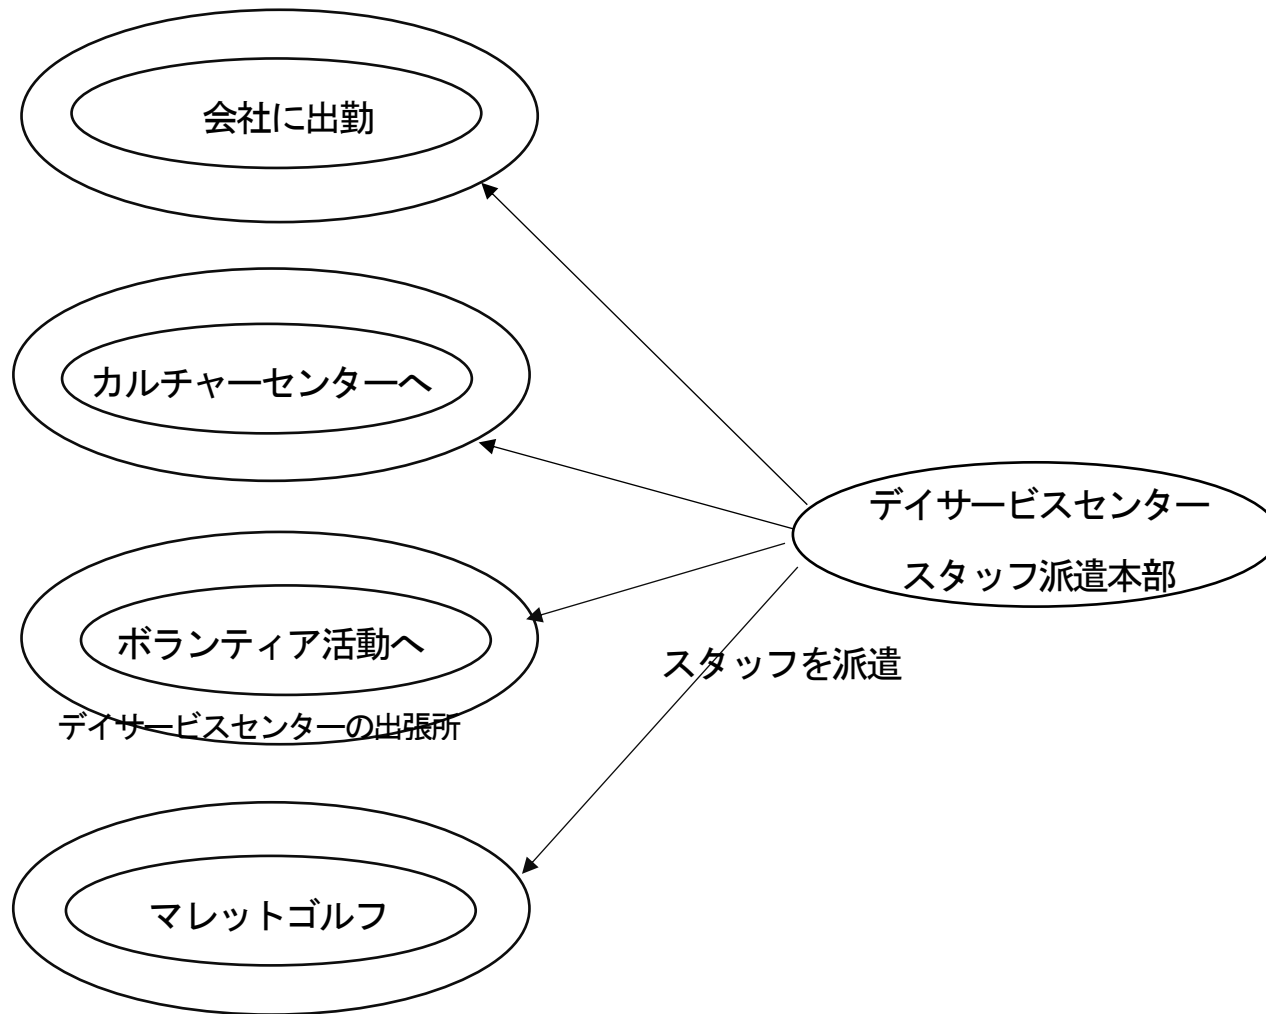 会社に出勤
カルチャーセンターへ
デイサービスセンター
スタッフ派遣本部
ボランティア活動へ
スタッフを派遣
デイサービスセンターの出張所
マレットゴルフ